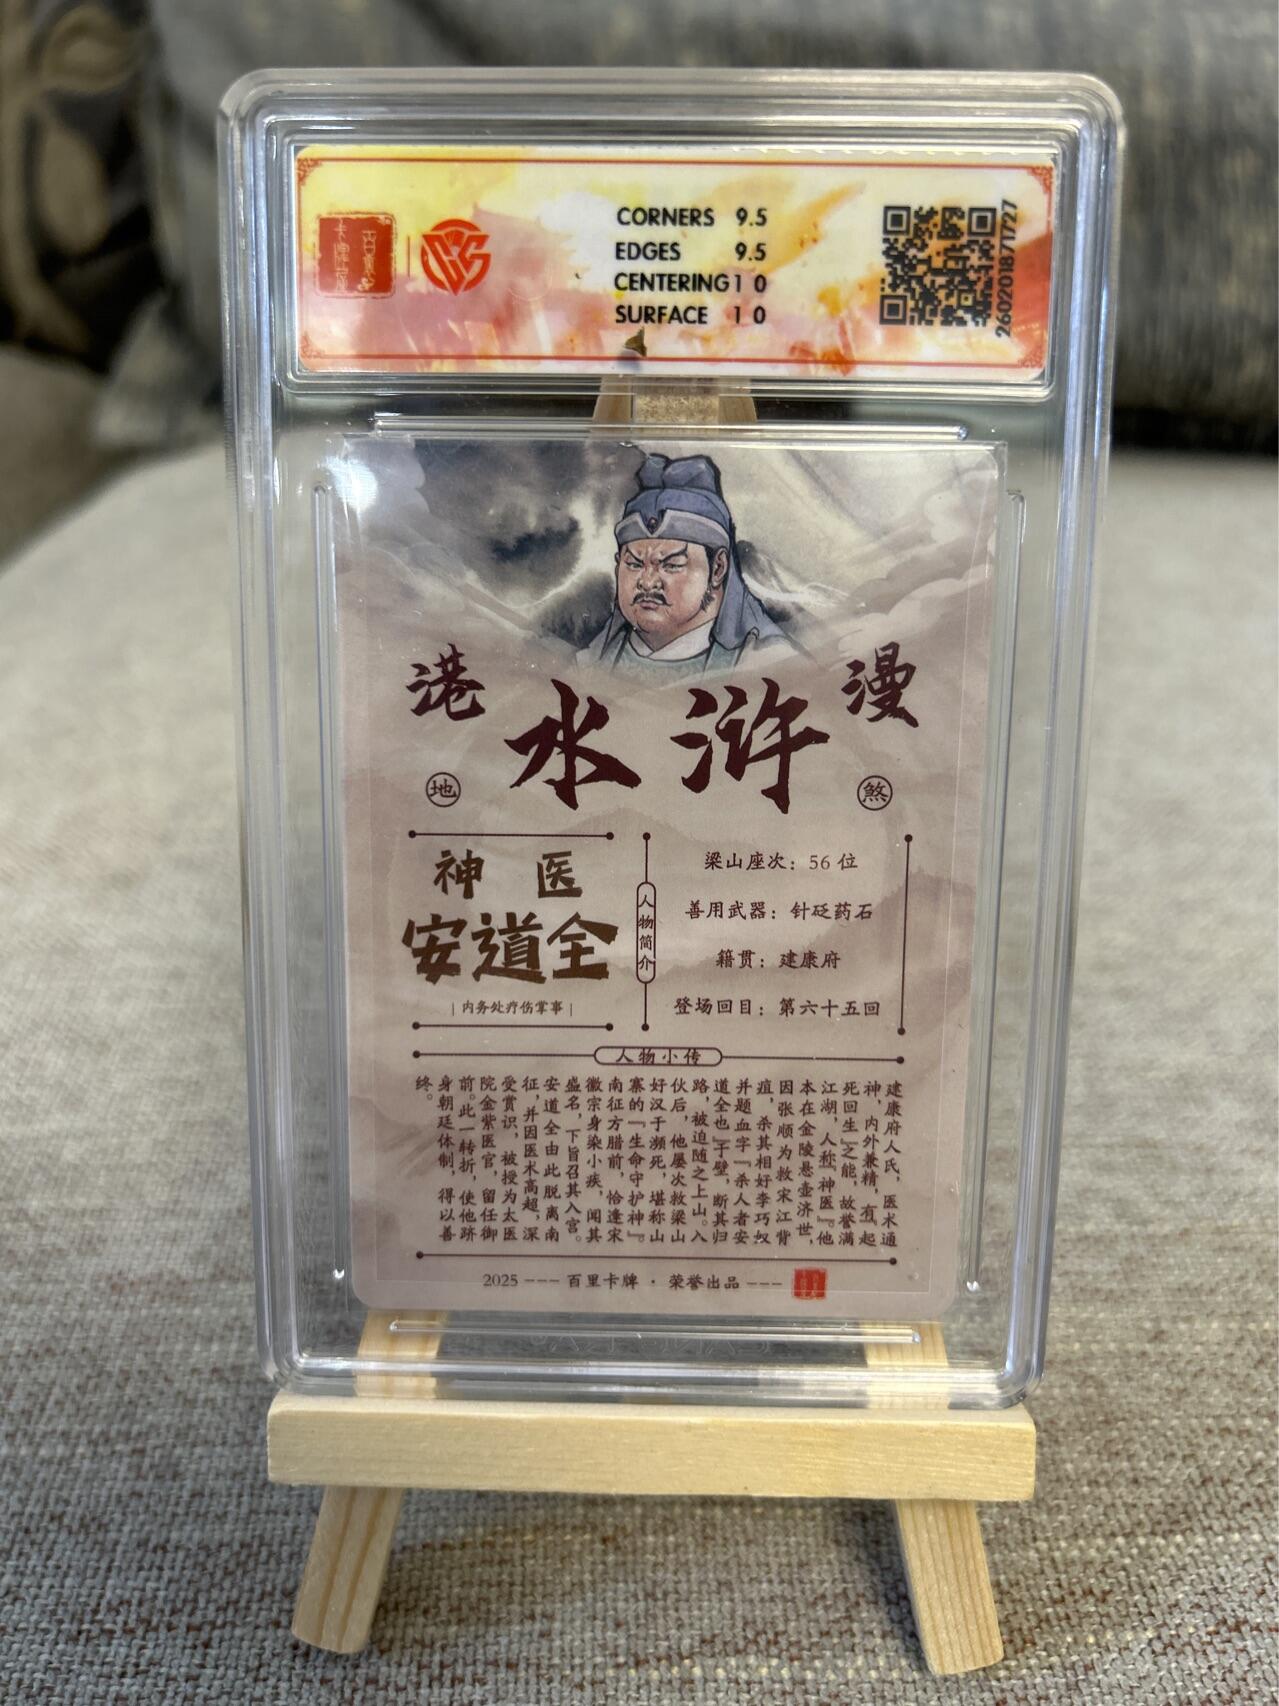 CORNERS 9.5
EDGES 9.5
CENTERING 10
SURFACE 10
260201871727
港
水浒
漫
地
煞
神医
安道全
|内务处疗伤掌事|
人物简介
梁山座次：56位
善用武器：针砭药石
籍贯：建康府
登场回目：第六十五回
人物小传
建康府人氏，医术通
神，内外兼精，有『起
死回生』之能，故誉满
江湖，人称『神医』。他
本在金陵悬壶济世，
因张顺为救宋江背
疽，杀其相好李巧奴
并题血字『杀人者安
道全也』于壁，断其归
路，被迫随之上山。入
伙后，他屡次救梁山
好汉于濒死，堪称山
寨的『生命守护神』。
南征方腊前，恰逢宋
徽宗身染小疾，闻其
盛名，下旨召其入宫。
安道全由此脱离南
征，并因医术高超，深
受赏识，被授为太医
院金紫医官，留任御
前。此一转折，使他跻
身朝廷体制，得以善
终。
2025 --- 百里卡牌 · 荣誉出品 ---